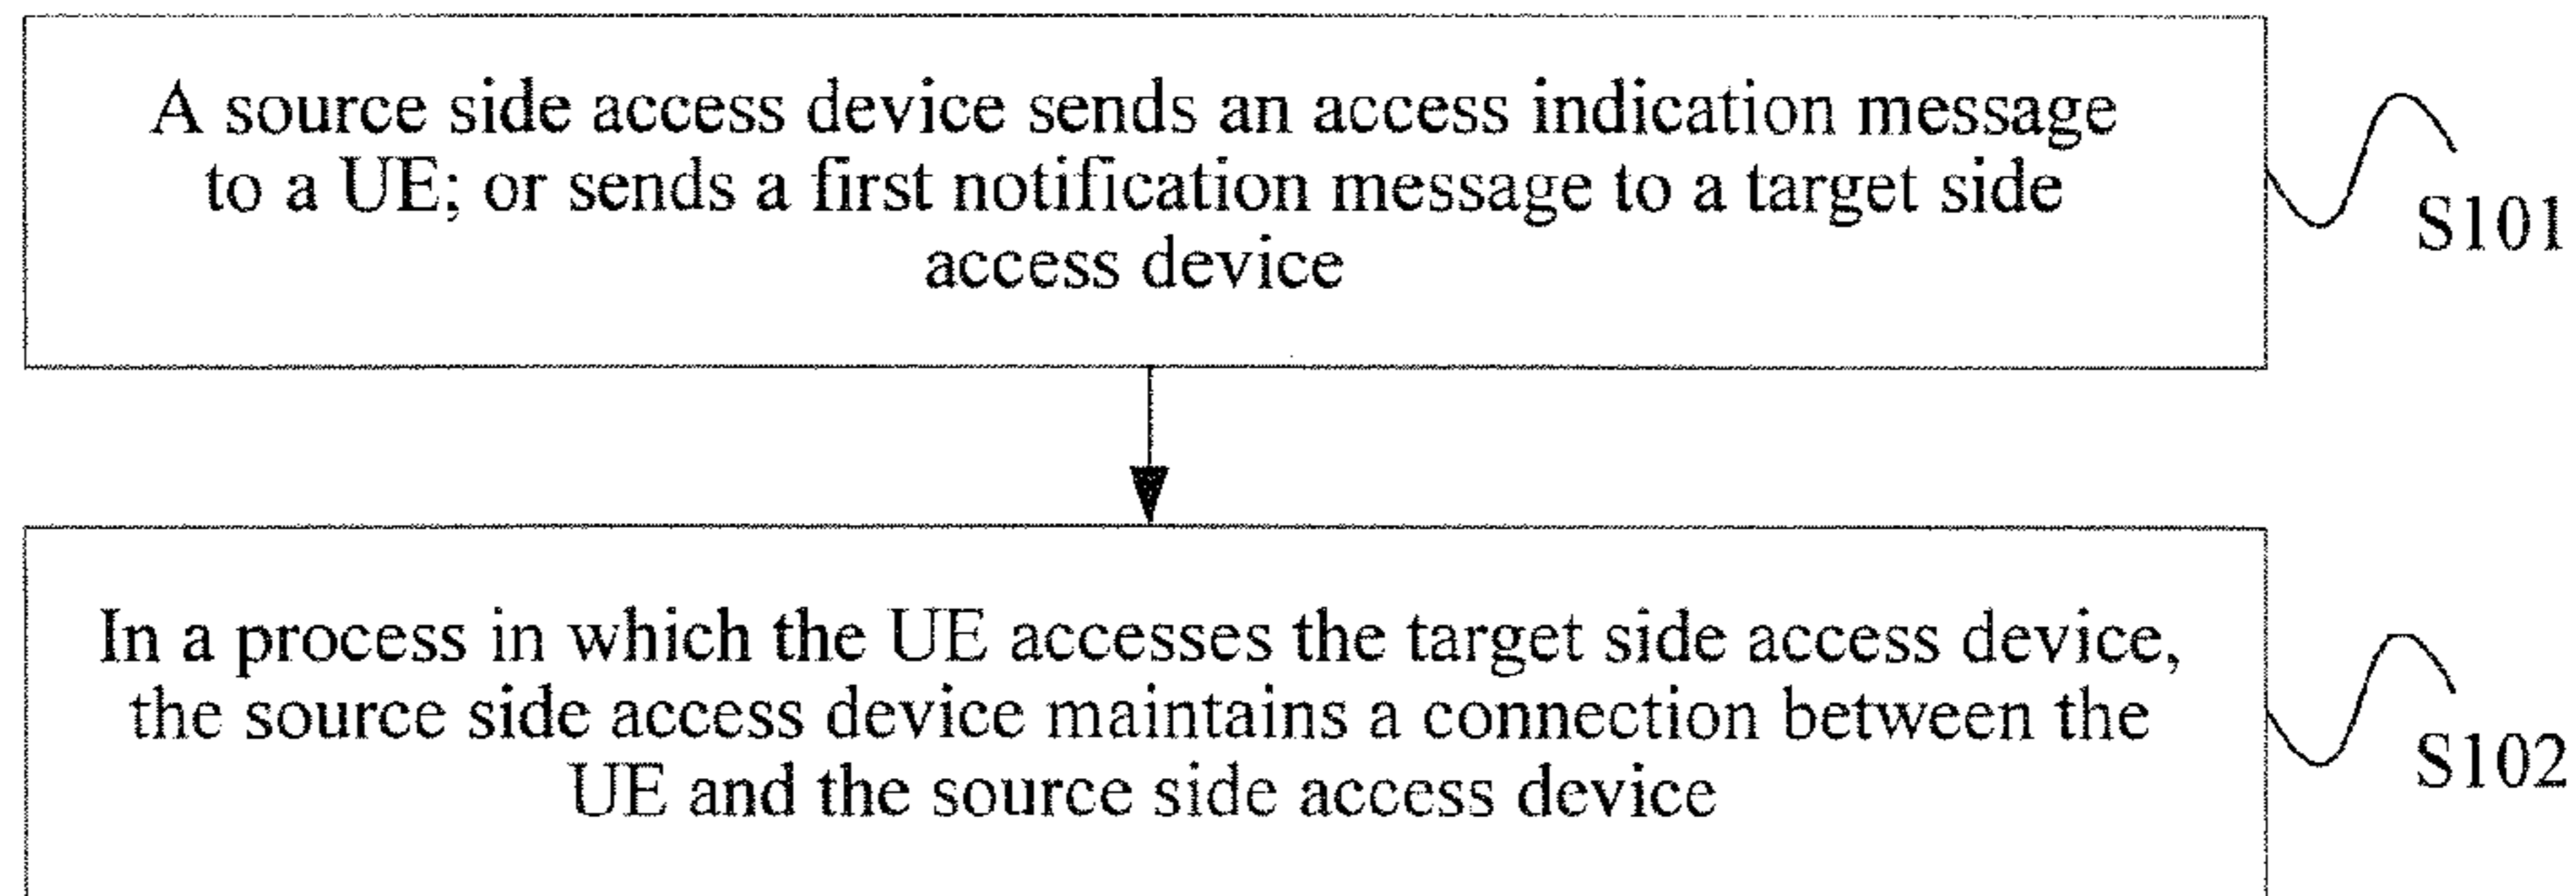 A source side access device sends an access indication message
to a UE; or sends a first notification message to a target side
access device
S101
In a process in which the UE accesses the target side access device,
the source side access device maintains a connection between the
UE and the source side access device
S102